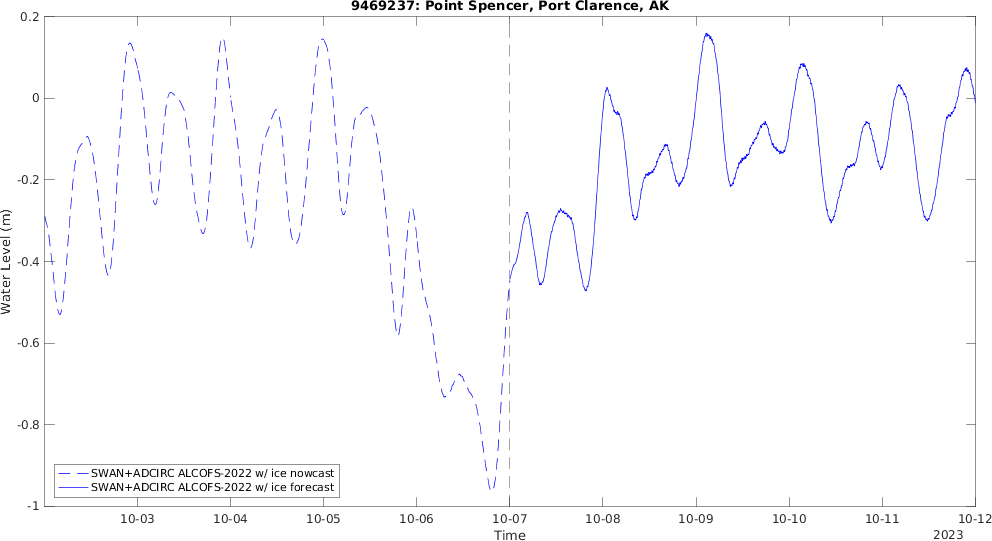 9469237: Point Spencer, Port Clarence, AK
0.2
0
-0.2
-0.4
-0.6
-0.8
-1
Water Level (m)
SWAN+ADCIRC ALCOFS-2022 w/ ice nowcast
SWAN+ADCIRC ALCOFS-2022 w/ ice forecast
10-03 10-04 10-05 10-06 10-07 10-08 10-09 10-10 10-11 10-12
Time
2023